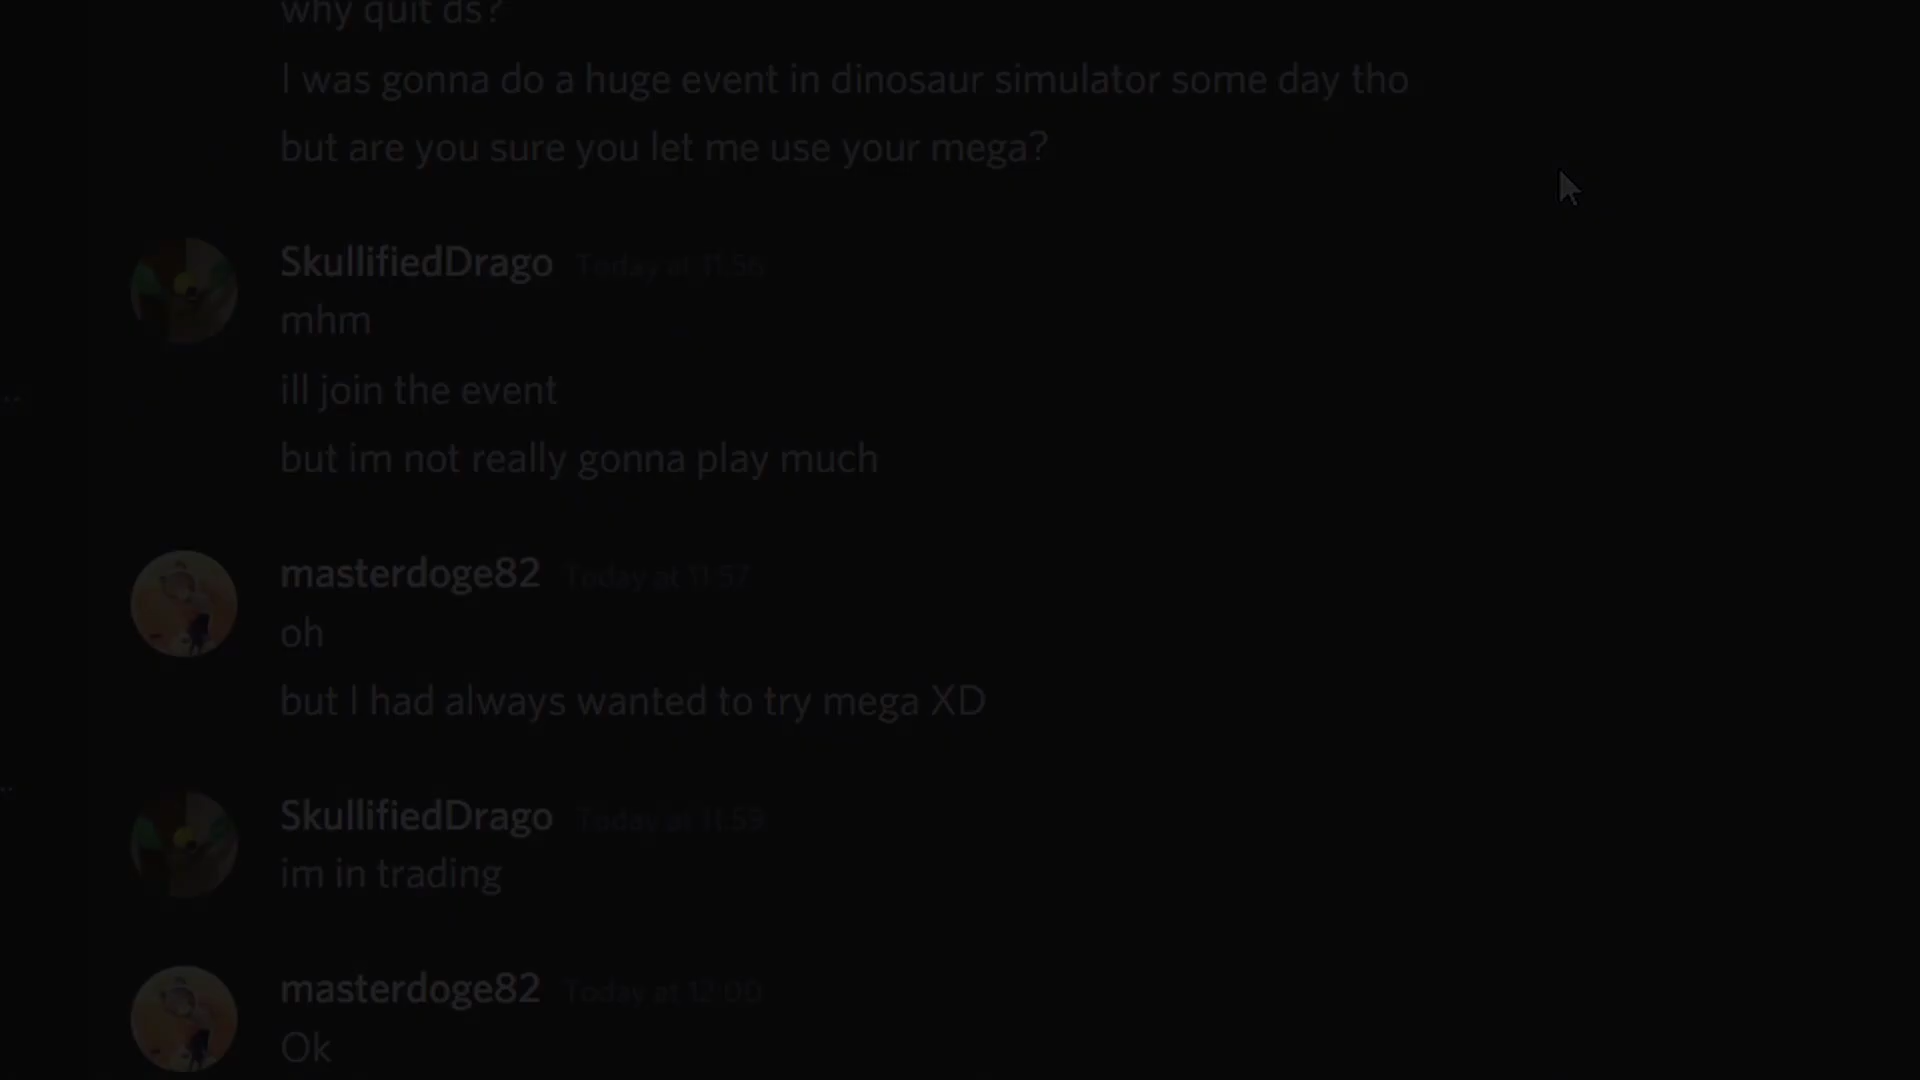 why quit ds?
I was gonna do a huge event in dinosaur simulator some day tho
but are you sure you let me use your mega?
SkullifiedDrago Today at 11:56
mhm
ill join the event
but im not really gonna play much
masterdoge82 Today at 11:57
oh
but I had always wanted to try mega XD
SkullifiedDrago Today at 11:59
im in trading
masterdoge82 Today at 12:00
Ok